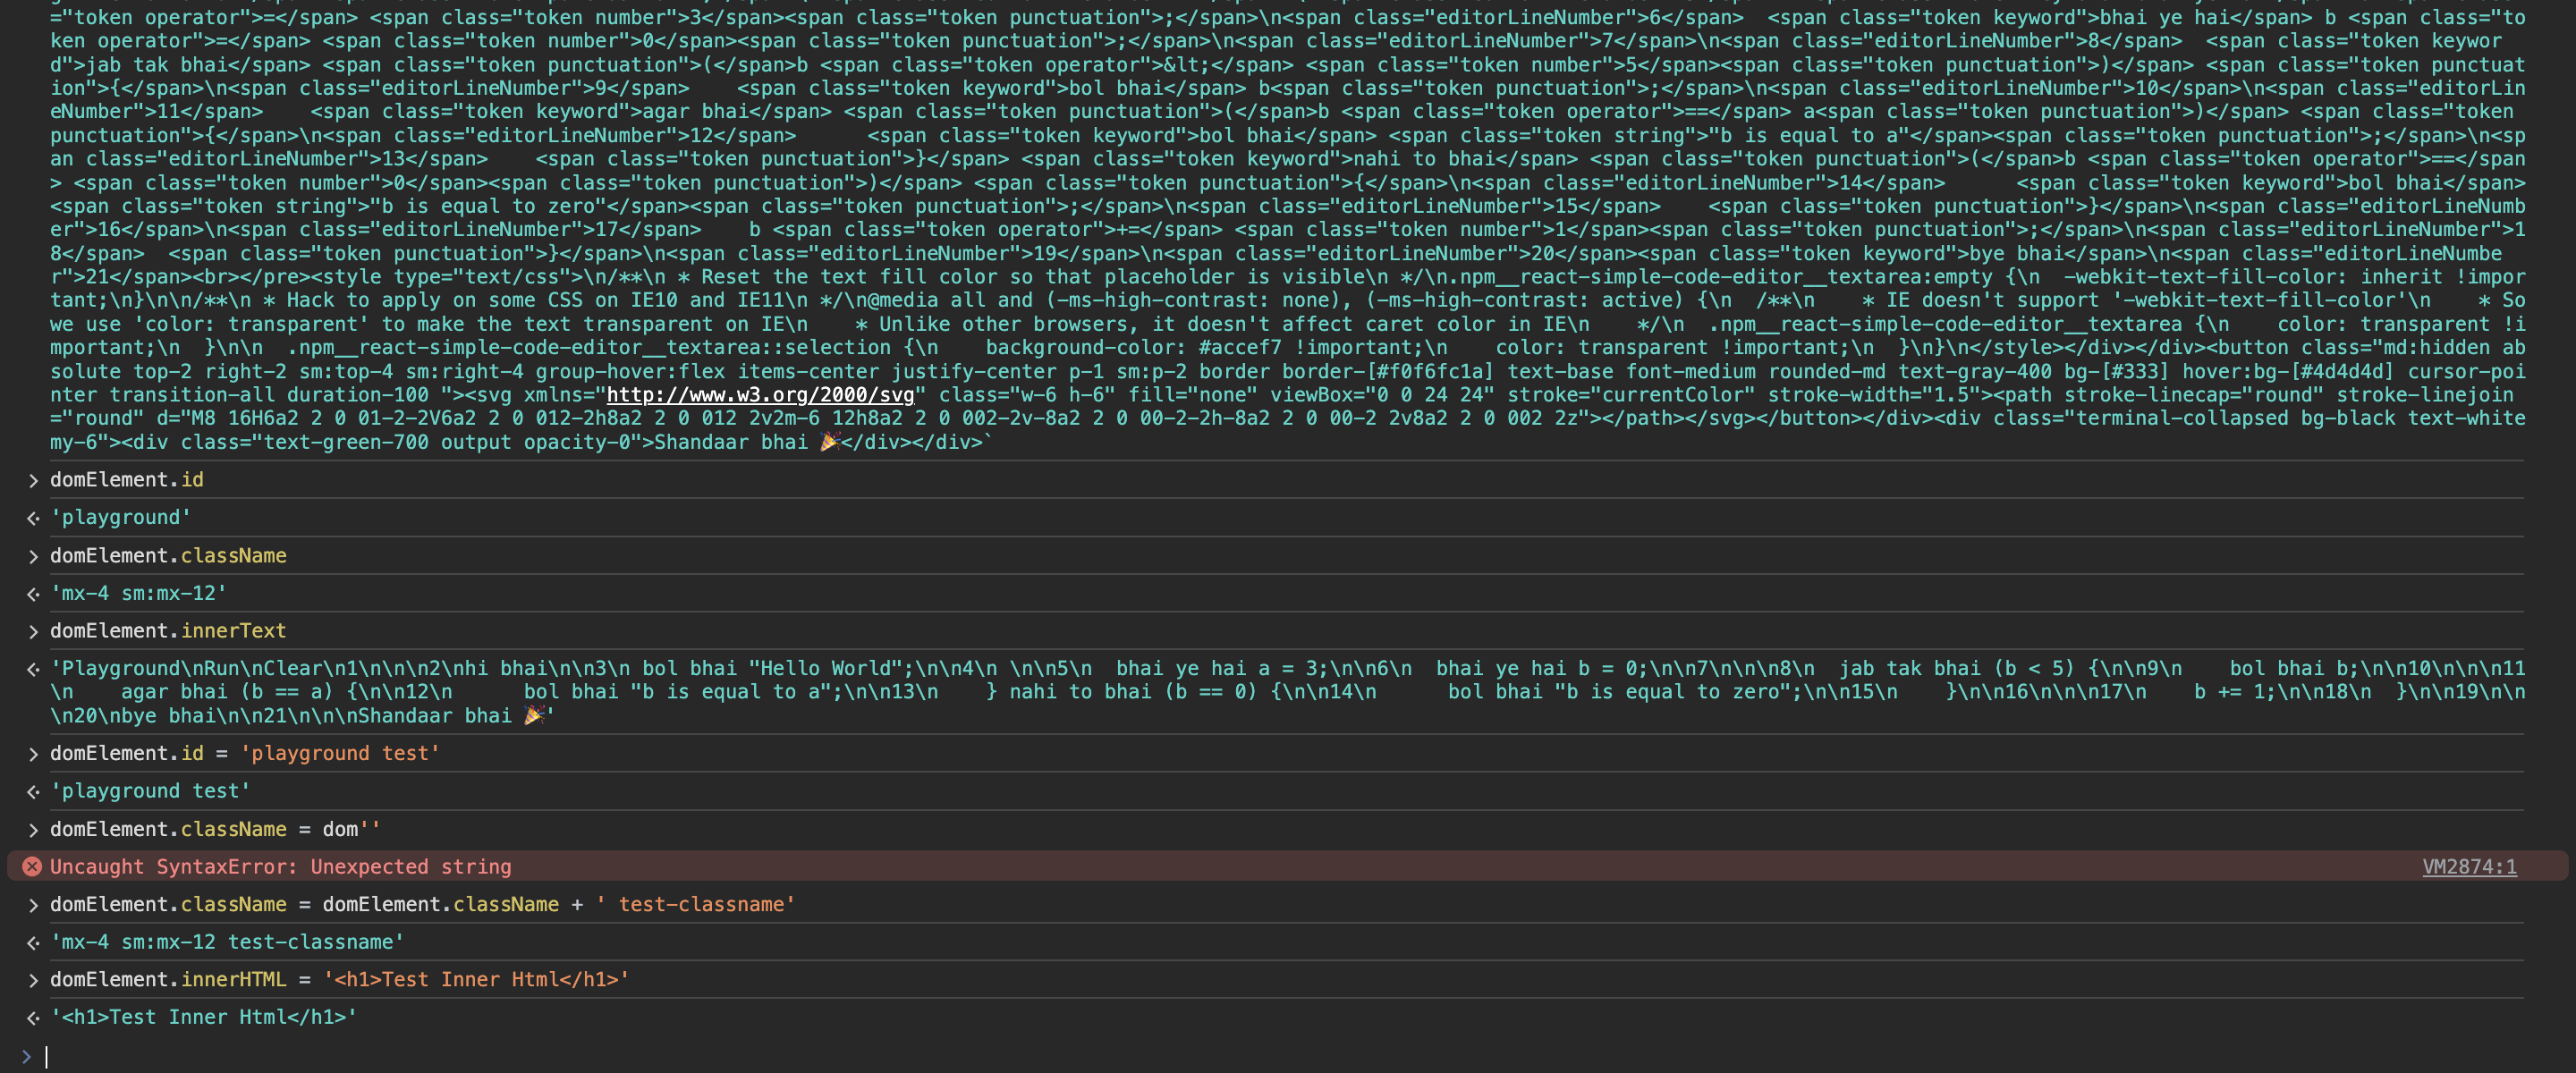 ="token operator">=</span> <span class="token number">3</span><span class="token punctuation">;</span>\n<span class="editorLineNumber">6</span>  <span class="token keyword">bhai ye hai</span> b <span class="to
ken operator">=</span> <span class="token number">0</span><span class="token punctuation">;</span>\n<span class="editorLineNumber">7</span>\n<span class="editorLineNumber">8</span>  <span class="token keywor
d">jab tak bhai</span> <span class="token punctuation">(</span>b <span class="token operator">&lt;</span> <span class="token number">5</span><span class="token punctuation">)</span> <span class="token punctuat
ion">{</span>\n<span class="editorLineNumber">9</span>    <span class="token keyword">bol bhai</span> b<span class="token punctuation">;</span>\n<span class="editorLineNumber">10</span>\n<span class="editorLin
eNumber">11</span>    <span class="token keyword">agar bhai</span> <span class="token punctuation">(</span>b <span class="token operator">==</span> a<span class="token punctuation">)</span> <span class="token
punctuation">{</span>\n<span class="editorLineNumber">12</span>      <span class="token keyword">bol bhai</span> <span class="token string">"b is equal to a"</span><span class="token punctuation">;</span>\n<sp
an class="editorLineNumber">13</span>    <span class="token punctuation">}</span> <span class="token keyword">nahi to bhai</span> <span class="token punctuation">(</span>b <span class="token operator">==</span
> <span class="token number">0</span><span class="token punctuation">)</span> <span class="token punctuation">{</span>\n<span class="editorLineNumber">14</span>      <span class="token keyword">bol bhai</span>
<span class="token string">"b is equal to zero"</span><span class="token punctuation">;</span>\n<span class="editorLineNumber">15</span>    <span class="token punctuation">}</span>\n<span class="editorLineNumb
er">16</span>\n<span class="editorLineNumber">17</span>    b <span class="token operator">+=</span> <span class="token number">1</span><span class="token punctuation">;</span>\n<span class="editorLineNumber">1
8</span>  <span class="token punctuation">}</span>\n<span class="editorLineNumber">19</span>\n<span class="editorLineNumber">20</span><span class="token keyword">bye bhai</span>\n<span class="editorLineNumbe
r">21</span><br></pre><style type="text/css">\n/**\n * Reset the text fill color so that placeholder is visible\n */\n.npm__react-simple-code-editor__textarea:empty {\n  -webkit-text-fill-color: inherit !impor
tant;\n}\n\n/**\n * Hack to apply on some CSS on IE10 and IE11\n */\n@media all and (-ms-high-contrast: none), (-ms-high-contrast: active) {\n  /**\n    * IE doesn't support '-webkit-text-fill-color'\n    * So
we use 'color: transparent' to make the text transparent on IE\n    * Unlike other browsers, it doesn't affect caret color in IE\n    */\n  .npm__react-simple-code-editor__textarea {\n    color: transparent !i
mportant;\n  }\n\n  .npm__react-simple-code-editor__textarea::selection {\n    background-color: #accef7 !important;\n    color: transparent !important;\n  }\n}\n</style></div></div><button class="md:hidden ab
solute top-2 right-2 sm:top-4 sm:right-4 group-hover:flex items-center justify-center p-1 sm:p-2 border border-[#f0f6fc1a] text-base font-medium rounded-md text-gray-400 bg-[#333] hover:bg-[#4d4d4d] cursor-poi
nter transition-all duration-100 "><svg xmlns="http://www.w3.org/2000/svg" class="w-6 h-6" fill="none" viewBox="0 0 24 24" stroke="currentColor" stroke-width="1.5"><path stroke-linecap="round" stroke-linejoin
="round" d="M8 16H6a2 2 0 01-2-2V6a2 2 0 012-2h8a2 2 0 012 2v2m-6 12h8a2 2 0 002-2v-8a2 2 0 00-2-2h-8a2 2 0 00-2 2v8a2 2 0 002 2z"></path></svg></button></div><div class="terminal-collapsed bg-black text-white
my-6"><div class="text-green-700 output opacity-0">Shandaar bhai 🎉</div></div>`
domElement.id
'playground'
domElement.className
'mx-4 sm:mx-12'
domElement.innerText
'Playground\nRun\nClear\n1\n\n\n2\nhi bhai\n\n3\n bol bhai "Hello World";\n\n4\n \n\n5\n  bhai ye hai a = 3;\n\n6\n  bhai ye hai b = 0;\n\n7\n\n\n8\n  jab tak bhai (b < 5) {\n\n9\n    bol bhai b;\n\n10\n\n\n11
\n    agar bhai (b == a) {\n\n12\n      bol bhai "b is equal to a";\n\n13\n    } nahi to bhai (b == 0) {\n\n14\n      bol bhai "b is equal to zero";\n\n15\n    }\n\n16\n\n\n17\n    b += 1;\n\n18\n  }\n\n19\n\n
\n20\nbye bhai\n\n21\n\n\nShandaar bhai 🎉'
domElement.id = 'playground test'
'playground test'
domElement.className = dom''
Uncaught SyntaxError: Unexpected string VM2874:1
domElement.className = domElement.className + ' test-classname'
'mx-4 sm:mx-12 test-classname'
domElement.innerHTML = '<h1>Test Inner Html</h1>'
'<h1>Test Inner Html</h1>'